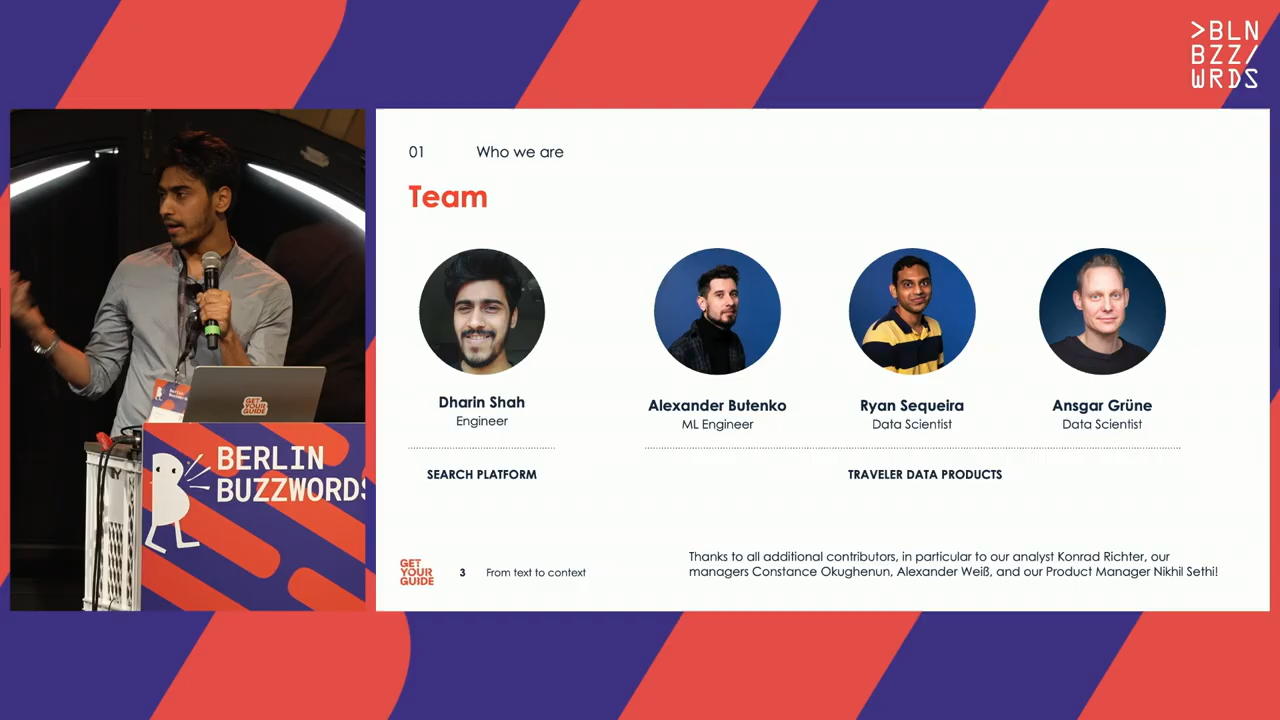 >BLN
BZZ/
WRDS
01 Who we are
Team
Dharin Shah
Engineer
Alexander Butenko
ML Engineer
Ryan Sequeira
Data Scientist
Ansgar Grüne
Data Scientist
SEARCH PLATFORM
TRAVELER DATA PRODUCTS
Thanks to all additional contributors, in particular to our analyst Konrad Richter, our
managers Constance Okughenun, Alexander Weiß, and our Product Manager Nikhil Sethi!
GET
YOUR
GUIDE
3 From text to context
GET
YOUR
GUIDE
BERLIN
BUZZWORDS